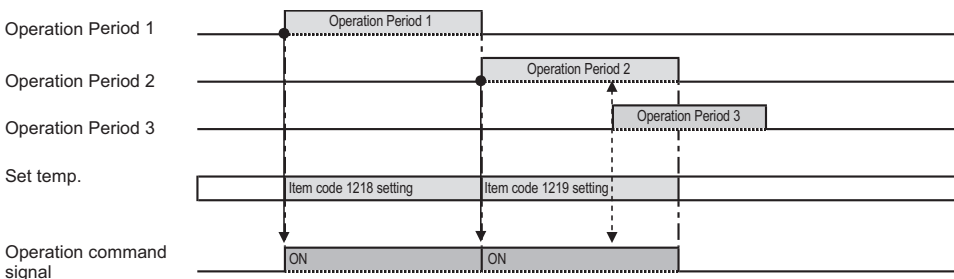 Operation Period 1
Operation Period 1
Operation Period 2
Operation Period 2
Operation Period 3
Operation Period 3
Set temp.
Item code 1218 setting
Item code 1219 setting
Operation command
signal
ON
ON